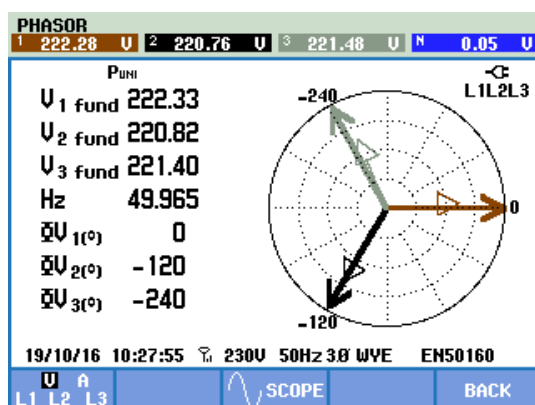 PHASOR
1 222.28 V 2 220.76 V 3 221.48 V N 0.05 V
PUNI
L1L2L3
V1 fund 222.33
V2 fund 220.82
V3 fund 221.40
Hz 49.965
ΦV1(°) 0
ΦV2(°) -120
ΦV3(°) -240
-240
0
-120
19/10/16 10:27:55 230V 50Hz 3Ø WYE EN50160
V A
L1 L2 L3
SCOPE
BACK